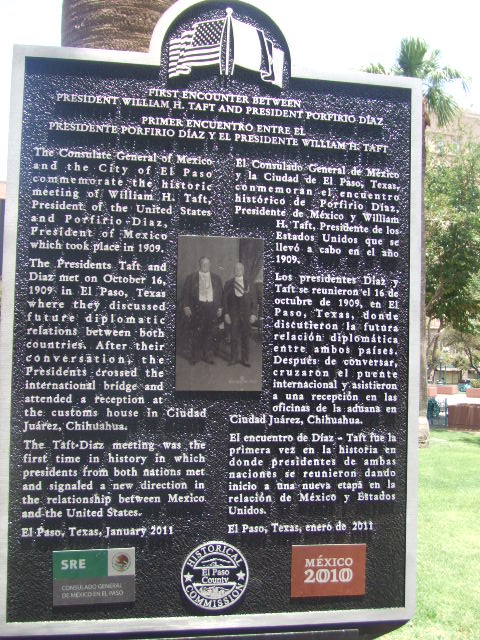 FIRST ENCOUNTER BETWEEN
PRESIDENT WILLIAM H. TAFT AND PRESIDENT PORFIRIO DÍAZ
PRIMER ENCUENTRO ENTRE EL
PRESIDENTE PORFIRIO DÍAZ Y EL PRESIDENTE WILLIAM H. TAFT
The Consulate General of Mexico
and the City of El Paso
commemorate the historic
meeting of William H. Taft,
President of the United States
and Porfirio Diaz,
President of Mexico
which took place in 1909.
The Presidents Taft and
Diaz met on October 16,
1909 in El Paso, Texas
where they discussed
future diplomatic
relations between both
countries. After their
conversation, the
Presidents crossed the
international bridge and
attended a reception at
the customs house in Ciudad
Juárez, Chihuahua.
The Taft-Diaz meeting was the
first time in history in which
presidents from both nations met
and signaled a new direction in
the relationship between Mexico
and the United States.
El Paso, Texas, January 2011
El Consulado General de México
y la Ciudad de El Paso, Texas,
conmemoran el encuentro
histórico de Porfirio Díaz,
Presidente de México y William
H. Taft, Presidente de los
Estados Unidos que se
llevó a cabo en el año
1909.
Los presidentes Díaz y
Taft se reunieron el 16 de
octubre de 1909, en El
Paso, Texas, donde
discutieron la futura
relación diplomática
entre ambos países.
Después de conversar,
cruzaron el puente
internacional y asistieron
a una recepción en las
oficinas de la aduana en
Ciudad Juárez, Chihuahua.
El encuentro de Díaz - Taft fue la
primera vez en la historia en
donde presidentes de ambas
naciones se reunieron dando
inicio a una nueva etapa en la
relación de México y Estados
Unidos.
El Paso, Texas, enero de 2011
SRE
CONSULADO GENERAL
DE MÉXICO EN EL PASO
HISTORICAL
El Paso
County
COMMISSION
MÉXICO
2010